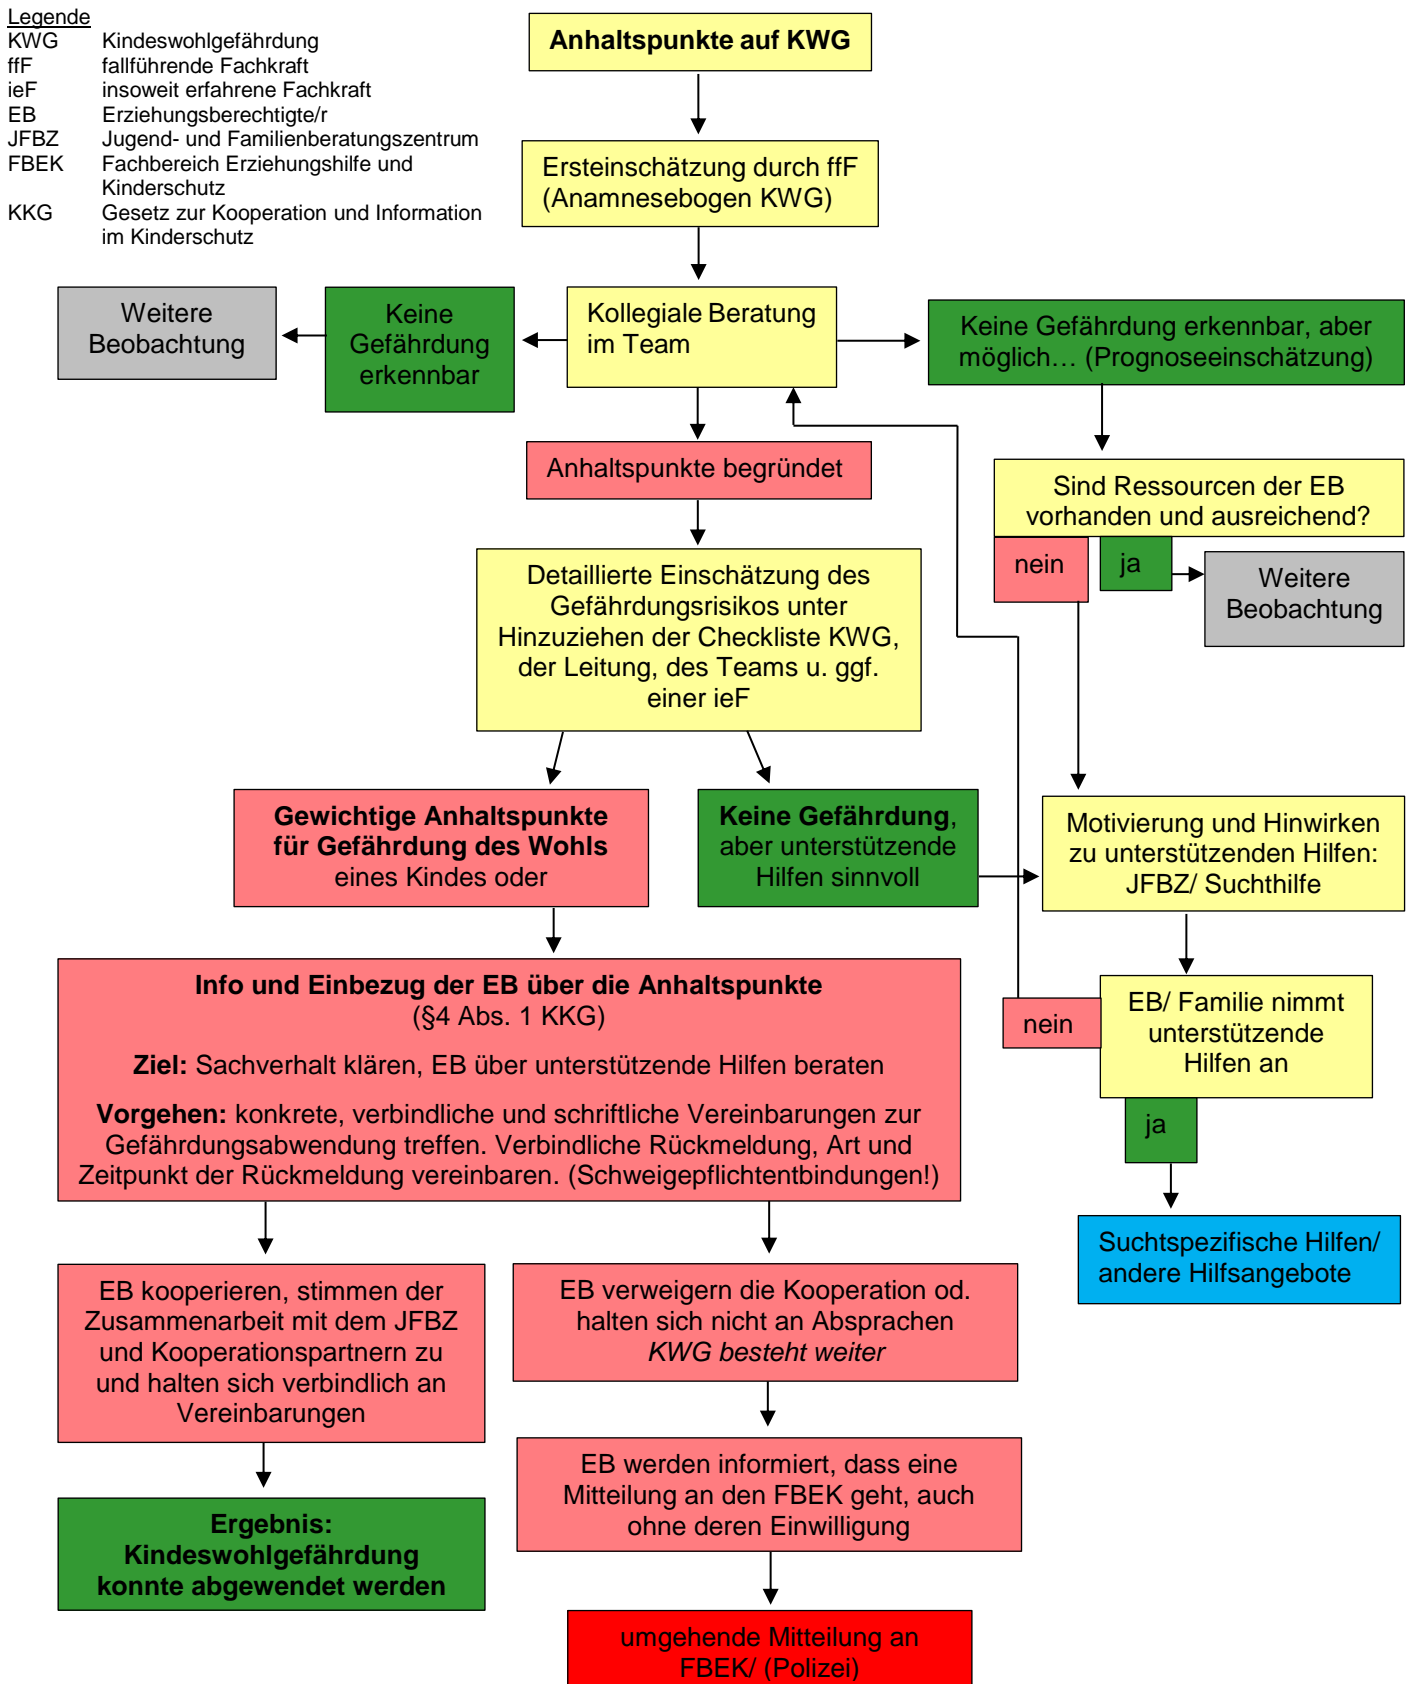 Legende
KWG Kindeswohlgefährdung
ffF fallführende Fachkraft
ieF insoweit erfahrene Fachkraft
EB Erziehungsberechtigte/r
JFBZ Jugend- und Familienberatungszentrum
FBEK Fachbereich Erziehungshilfe und
Kinderschutz
KKG Gesetz zur Kooperation und Information
im Kinderschutz
Anhaltspunkte auf KWG
Ersteinschätzung durch ffF
(Anamnesebogen KWG)
Weitere
Beobachtung
Keine
Gefährdung
erkennbar
Kollegiale Beratung
im Team
Keine Gefährdung erkennbar, aber
möglich… (Prognoseeinschätzung)
Anhaltspunkte begründet
Sind Ressourcen der EB
vorhanden und ausreichend?
nein
ja
Weitere
Beobachtung
Detaillierte Einschätzung des
Gefährdungsrisikos unter
Hinzuziehen der Checkliste KWG,
der Leitung, des Teams u. ggf.
einer ieF
Gewichtige Anhaltspunkte
für Gefährdung des Wohls
eines Kindes oder
Keine Gefährdung,
aber unterstützende
Hilfen sinnvoll
Motivierung und Hinwirken
zu unterstützenden Hilfen:
JFBZ/ Suchthilfe
Info und Einbezug der EB über die Anhaltspunkte
(§4 Abs. 1 KKG)
Ziel: Sachverhalt klären, EB über unterstützende Hilfen beraten
Vorgehen: konkrete, verbindliche und schriftliche Vereinbarungen zur
Gefährdungsabwendung treffen. Verbindliche Rückmeldung, Art und
Zeitpunkt der Rückmeldung vereinbaren. (Schweigepflichtentbindungen!)
nein
EB/ Familie nimmt
unterstützende
Hilfen an
ja
Suchtspezifische Hilfen/
andere Hilfsangebote
EB kooperieren, stimmen der
Zusammenarbeit mit dem JFBZ
und Kooperationspartnern zu
und halten sich verbindlich an
Vereinbarungen
EB verweigern die Kooperation od.
halten sich nicht an Absprachen
KWG besteht weiter
EB werden informiert, dass eine
Mitteilung an den FBEK geht, auch
ohne deren Einwilligung
Ergebnis:
Kindeswohlgefährdung
konnte abgewendet werden
umgehende Mitteilung an
FBEK/ (Polizei)